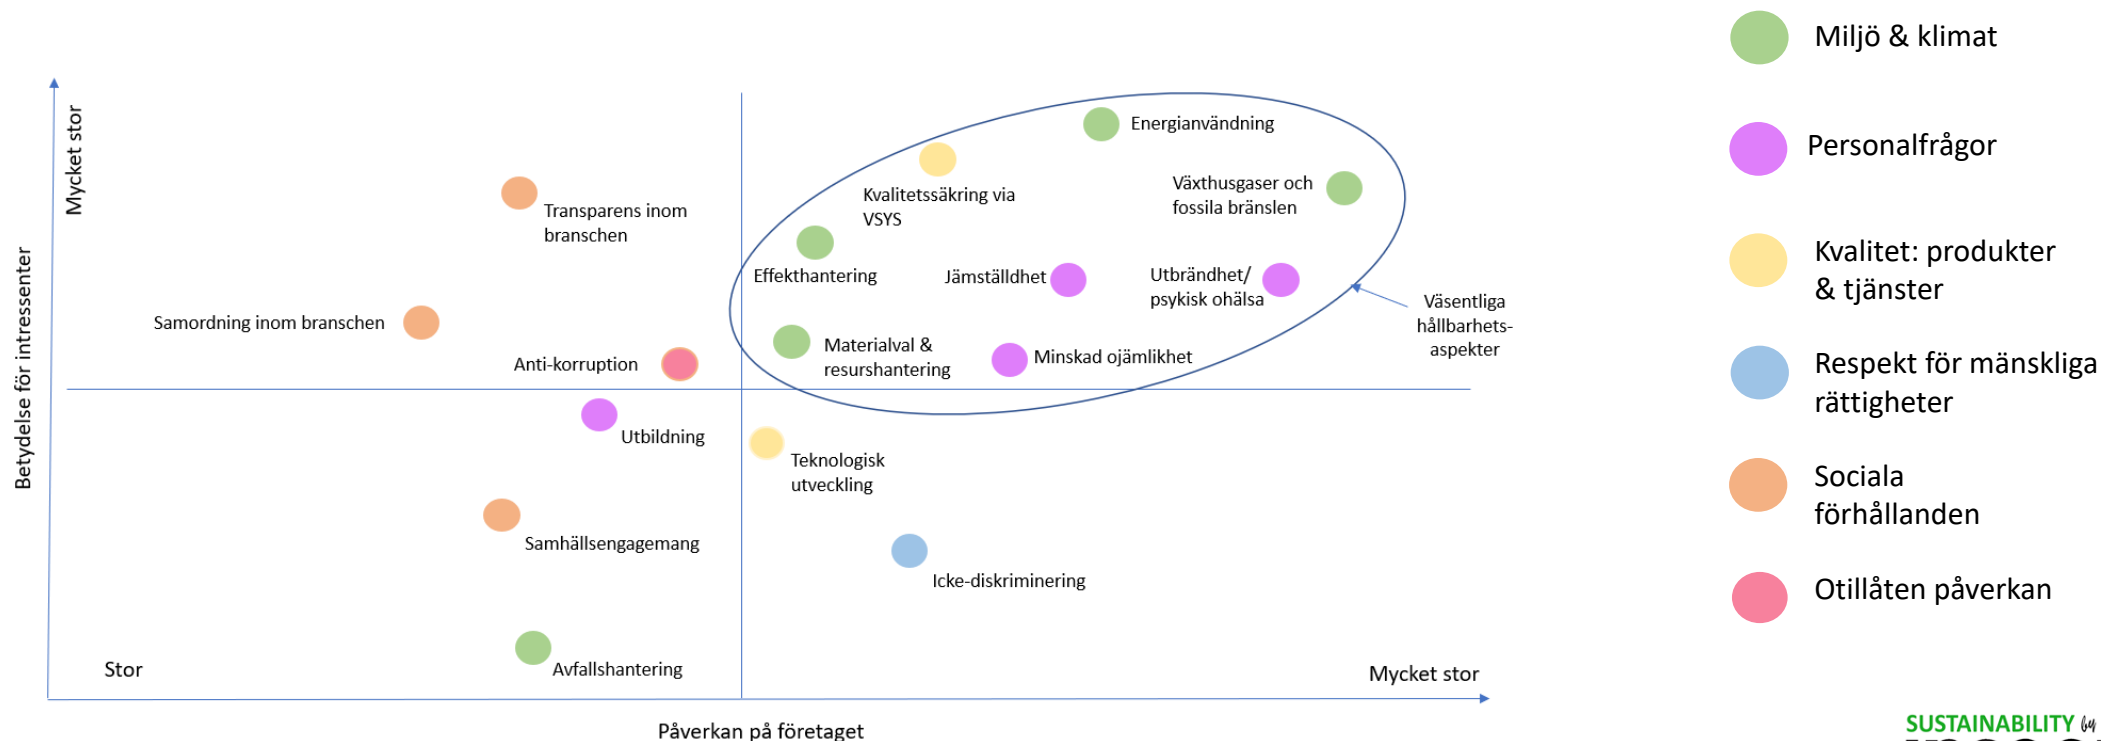 Mycket stor
Betydelse för intressenter
Energianvändning
Kvalitetssäkring via
VSYS
Växthusgaser och
fossila bränslen
Transparens inom
branschen
Effekthantering
Jämställdhet
Utbrändhet/
psykisk ohälsa
Väsentliga
hållbarhets-
aspekter
Samordning inom branschen
Anti-korruption
Materialval &
resurshantering
Minskad ojämlikhet
Utbildning
Teknologisk
utveckling
Samhällsengagemang
Icke-diskriminering
Avfallshantering
Stor
Mycket stor
Påverkan på företaget
Miljö & klimat
Personalfrågor
Kvalitet: produkter
& tjänster
Respekt för mänskliga
rättigheter
Sociala
förhållanden
Otillåten påverkan
SUSTAINABILITY by